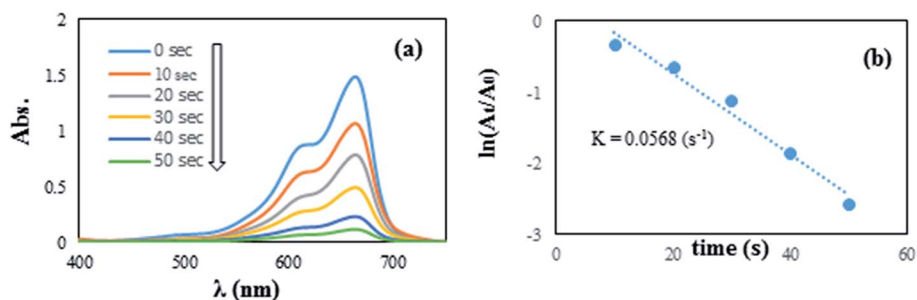 2
1.5
1
0.5
0
Abs.
0 sec
10 sec
20 sec
30 sec
40 sec
50 sec
(a)
400
500
600
700
λ (nm)
0
-1
-2
-3
ln(At/A0)
(b)
K = 0.0568 (s⁻¹)
0
20
40
60
time (s)